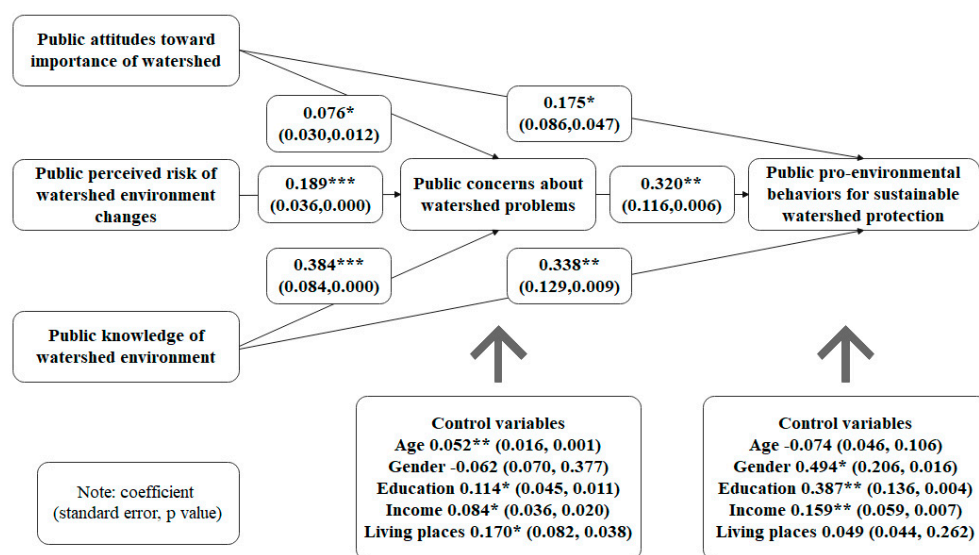 Public attitudes toward
importance of watershed
0.076*
(0.030,0.012)
0.175*
(0.086,0.047)
Public perceived risk of
watershed environment
changes
0.189***
(0.036,0.000)
Public concerns about
watershed problems
0.320**
(0.116,0.006)
Public pro-environmental
behaviors for sustainable
watershed protection
0.384***
(0.084,0.000)
0.338**
(0.129,0.009)
Public knowledge of
watershed environment
Control variables
Age 0.052** (0.016, 0.001)
Gender -0.062 (0.070, 0.377)
Education 0.114* (0.045, 0.011)
Income 0.084* (0.036, 0.020)
Living places 0.170* (0.082, 0.038)
Control variables
Age -0.074 (0.046, 0.106)
Gender 0.494* (0.206, 0.016)
Education 0.387** (0.136, 0.004)
Income 0.159** (0.059, 0.007)
Living places 0.049 (0.044, 0.262)
Note: coefficient
(standard error, p value)